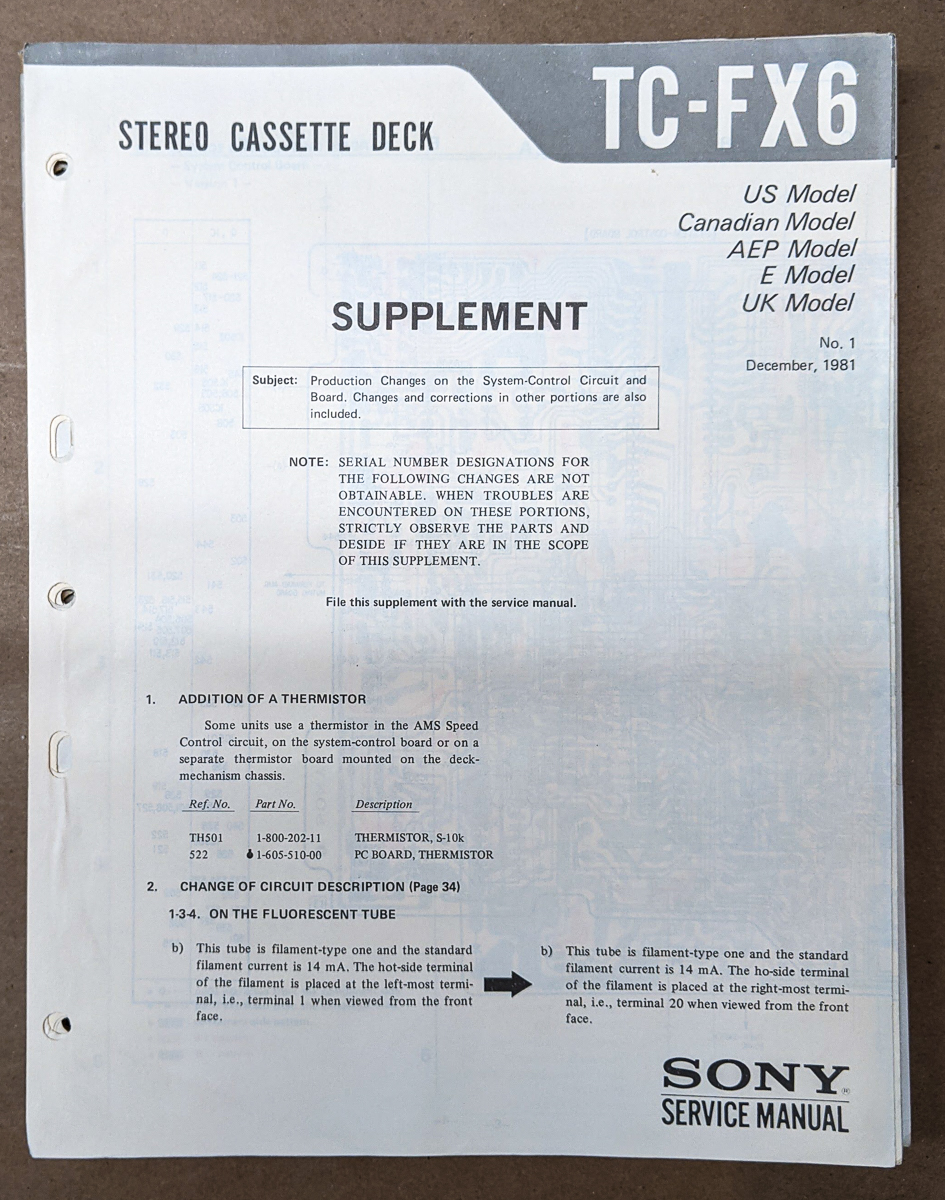 STEREO CASSETTE DECK
TC-FX6
US Model
Canadian Model
AEP Model
E Model
UK Model
No. 1
December, 1981
SUPPLEMENT
Subject: Production Changes on the System-Control Circuit and
Board. Changes and corrections in other portions are also
included.
NOTE: SERIAL NUMBER DESIGNATIONS FOR
THE FOLLOWING CHANGES ARE NOT
OBTAINABLE. WHEN TROUBLES ARE
ENCOUNTERED ON THESE PORTIONS,
STRICTLY OBSERVE THE PARTS AND
DESIDE IF THEY ARE IN THE SCOPE
OF THIS SUPPLEMENT.
File this supplement with the service manual.
1. ADDITION OF A THERMISTOR
Some units use a thermistor in the AMS Speed
Control circuit, on the system-control board or on a
separate thermistor board mounted on the deck-
mechanism chassis.
Ref. No. Part No. Description
TH501 1-800-202-11 THERMISTOR, S-10k
522 1-605-510-00 PC BOARD, THERMISTOR
2. CHANGE OF CIRCUIT DESCRIPTION (Page 34)
1-3-4. ON THE FLUORESCENT TUBE
b) This tube is filament-type one and the standard
filament current is 14 mA. The hot-side terminal
of the filament is placed at the left-most termi-
nal, i.e., terminal 1 when viewed from the front
face.
b) This tube is filament-type one and the standard
filament current is 14 mA. The ho-side terminal
of the filament is placed at the right-most termi-
nal, i.e., terminal 20 when viewed from the front
face.
SONY®
SERVICE MANUAL